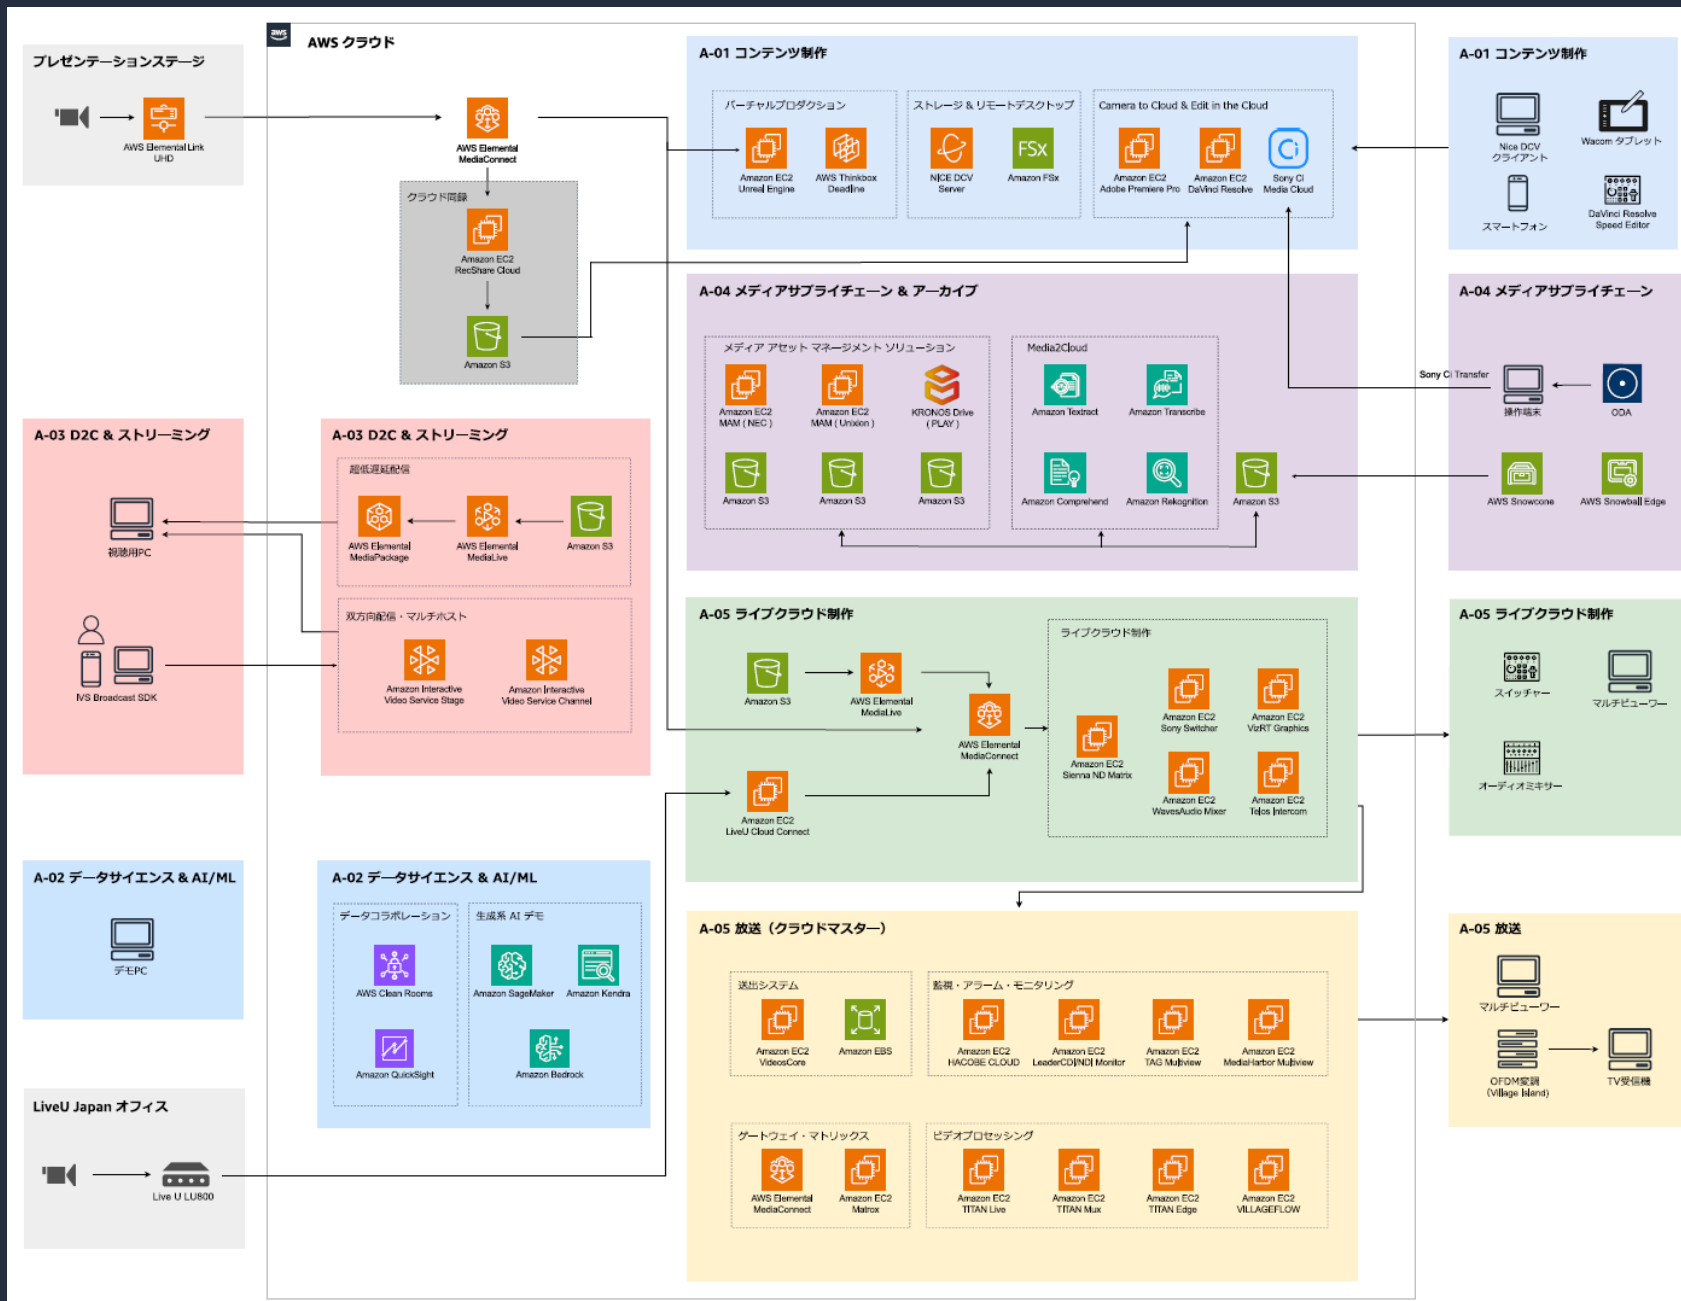 aws
AWS クラウド
プレゼンテーションステージ
AWS Elemental Link
UHD
AWS Elemental
MediaConnect
クラウド同録
Amazon EC2
RecShare Cloud
Amazon S3
A-01 コンテンツ制作
バーチャルプロダクション
Amazon EC2
Unreal Engine
AWS Thinkbox
Deadline
ストレージ & リモートデスクトップ
NICE DCV
Server
FSx
Amazon FSx
Camera to Cloud & Edit in the Cloud
Amazon EC2
Adobe Premiere Pro
Amazon EC2
DaVinci Resolve
Ci
Sony Ci
Media Cloud
A-01 コンテンツ制作
Nice DCV
クライアント
Wacom タブレット
スマートフォン
DaVinci Resolve
Speed Editor
A-04 メディアサプライチェーン & アーカイブ
メディア アセット マネージメント ソリューション
Amazon EC2
MAM ( NEC )
Amazon EC2
MAM ( Unixion )
KRONOS Drive
( PLAY )
Amazon S3
Amazon S3
Amazon S3
Media2Cloud
Amazon Textract
Amazon Transcribe
Amazon Comprehend
Amazon Rekognition
Amazon S3
A-04 メディアサプライチェーン
Sony Ci Transfer
操作端末
ODA
AWS Snowcone
AWS Snowball Edge
A-03 D2C & ストリーミング
視聴用PC
IVS Broadcast SDK
A-03 D2C & ストリーミング
超低遅延配信
AWS Elemental
MediaPackage
AWS Elemental
MediaLive
Amazon S3
双方向配信・マルチホスト
Amazon Interactive
Video Service Stage
Amazon Interactive
Video Service Channel
A-05 ライブクラウド制作
Amazon S3
AWS Elemental
MediaLive
AWS Elemental
MediaConnect
Amazon EC2
LiveU Cloud Connect
ライブクラウド制作
Amazon EC2
Sienna ND Matrix
Amazon EC2
Sony Switcher
Amazon EC2
VizRT Graphics
Amazon EC2
WavesAudio Mixer
Amazon EC2
Telos Intercom
A-05 ライブクラウド制作
スイッチャー
マルチビューワー
オーディオミキサー
A-02 データサイエンス & AI/ML
デモPC
A-02 データサイエンス & AI/ML
データコラボレーション
AWS Clean Rooms
Amazon QuickSight
生成系 AI デモ
Amazon SageMaker
Amazon Kendra
Amazon Bedrock
A-05 放送（クラウドマスター）
送出システム
Amazon EC2
VideosCore
Amazon EBS
監視・アラーム・モニタリング
Amazon EC2
HACOBE CLOUD
Amazon EC2
LeaderCDI/NDI Monitor
Amazon EC2
TAG Multiview
Amazon EC2
MediaHarbor Multiview
ゲートウェイ・マトリックス
AWS Elemental
MediaConnect
Amazon EC2
Matrox
ビデオプロセッシング
Amazon EC2
TITAN Live
Amazon EC2
TITAN Mux
Amazon EC2
TITAN Edge
Amazon EC2
VILLAGEFLOW
A-05 放送
マルチビューワー
OFDM変調
(Village Island)
TV受信機
LiveU Japan オフィス
Live U LU800